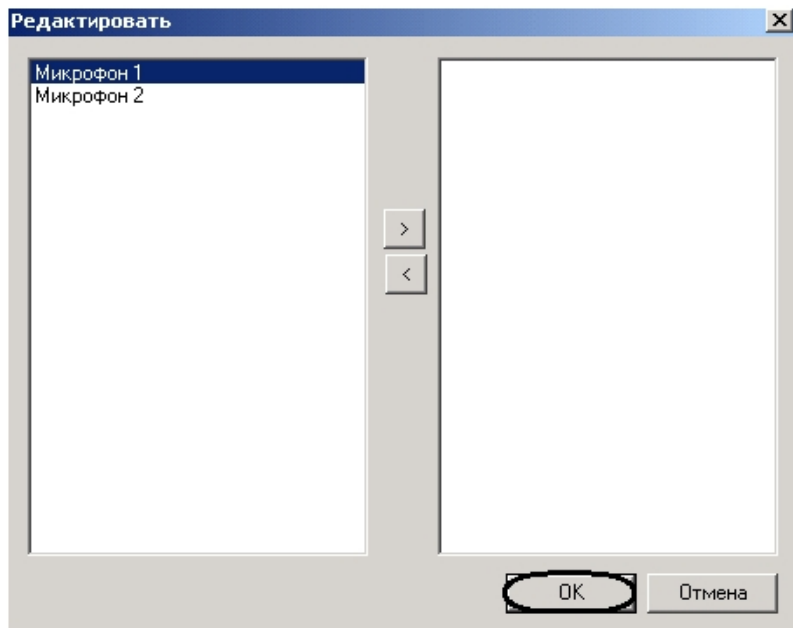 Редактировать
Микрофон 1
Микрофон 2
>
<
OK
Отмена